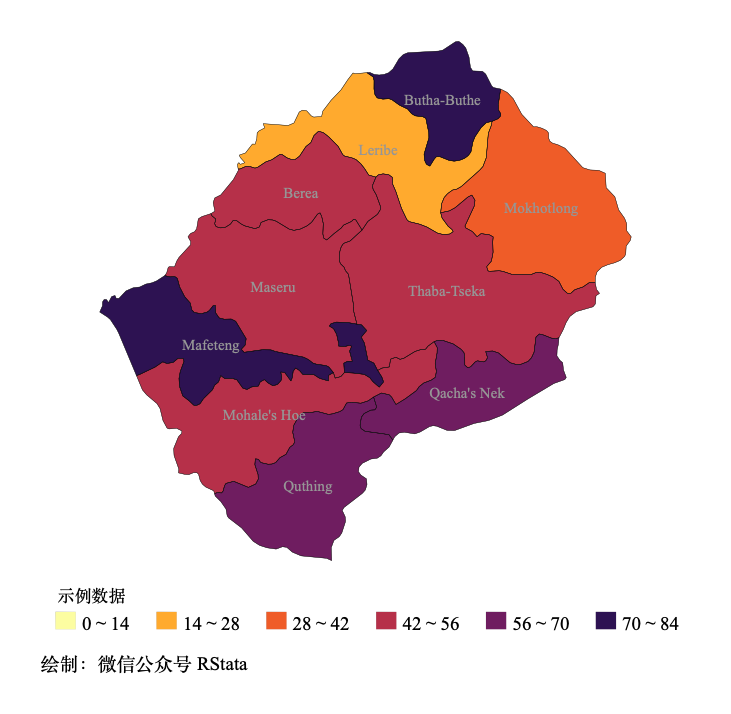 Butha-Buthe
Leribe
Berea
Mokhotlong
Maseru
Thaba-Tseka
Mafeteng
Qacha's Nek
Mohale's Hoe
Quthing
示例数据
0 ~ 14 14 ~ 28 28 ~ 42 42 ~ 56 56 ~ 70 70 ~ 84
绘制：微信公众号 RStata